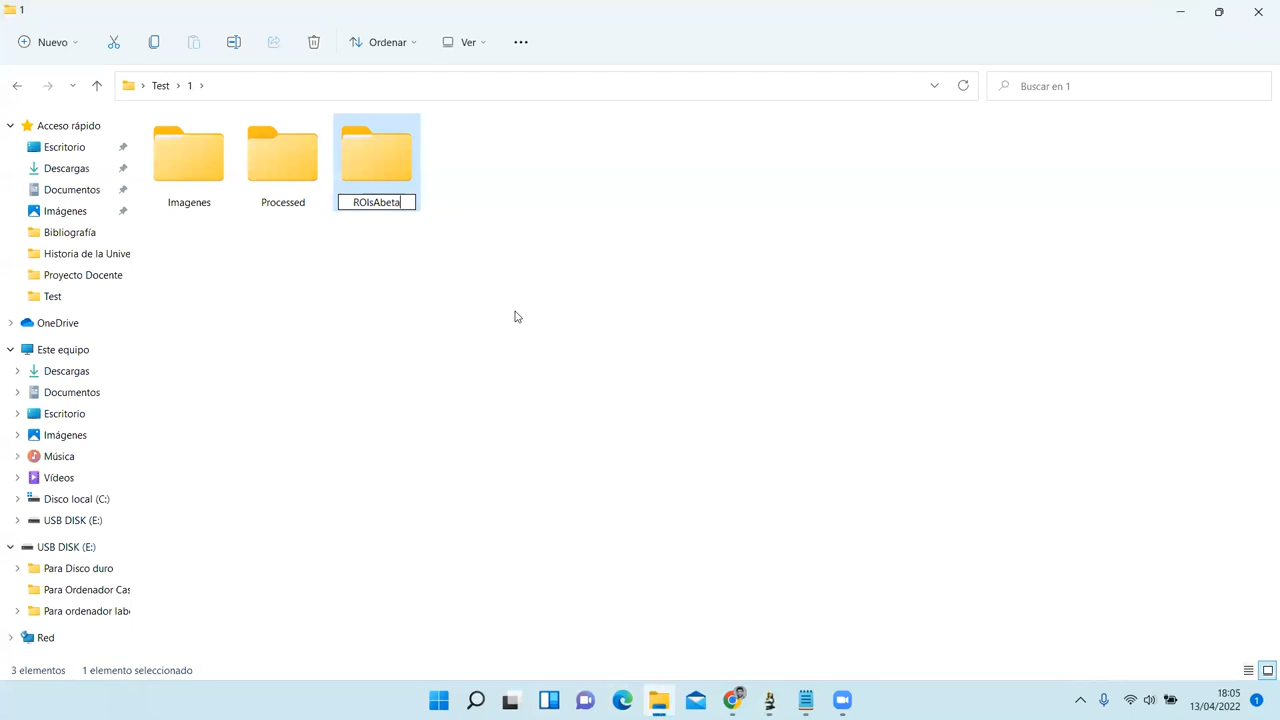 1
Nuevo
Ordenar
Ver
Test
1
Buscar en 1
Acceso rápido
Escritorio
Descargas
Documentos
Imágenes
Bibliografía
Historia de la Unive
Proyecto Docente
Test
OneDrive
Este equipo
Descargas
Documentos
Escritorio
Imágenes
Música
Vídeos
Disco local (C:)
USB DISK (E:)
USB DISK (E:)
Para Disco duro
Para Ordenador Cas
Para ordenador labo
Red
Imagenes
Processed
ROIsAbeta
3 elementos
1 elemento seleccionado
18:05
13/04/2022
1